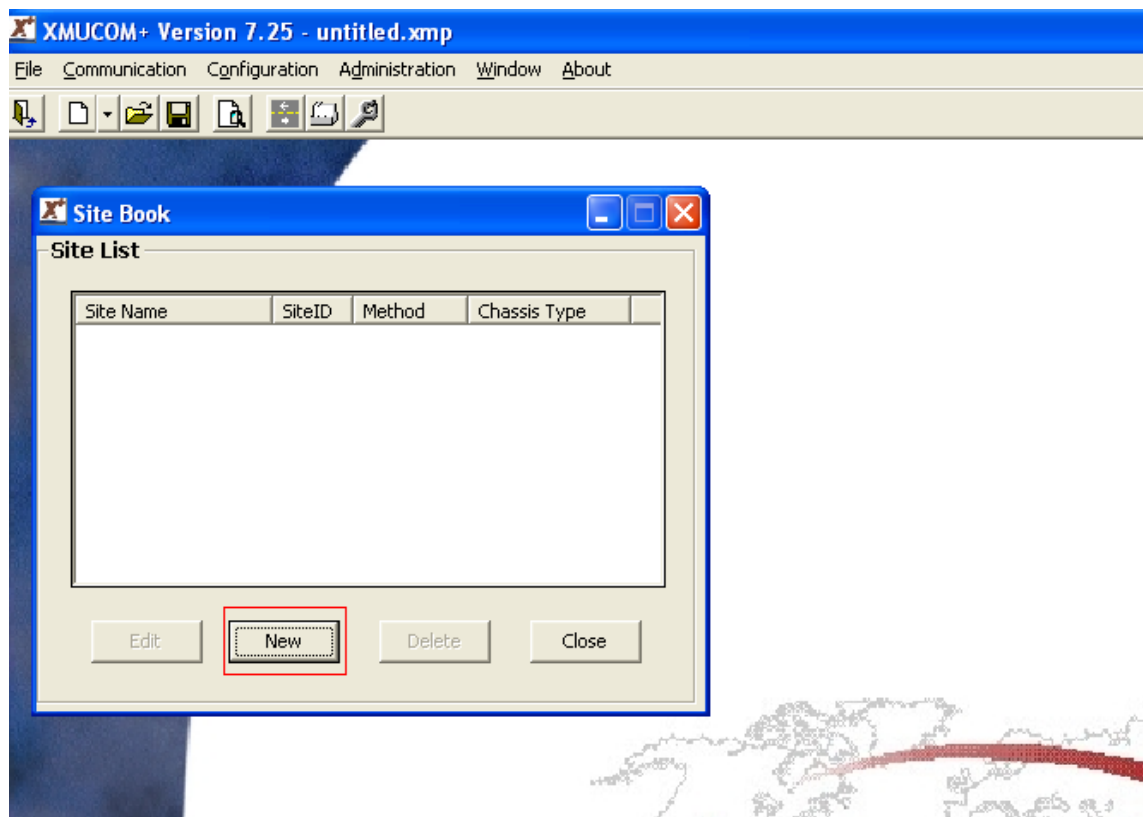 XMUCOM+ Version 7.25 - untitled.xmp
File Communication Configuration Administration Window About
Site Book
Site List
Site Name SiteID Method Chassis Type
Edit New Delete Close